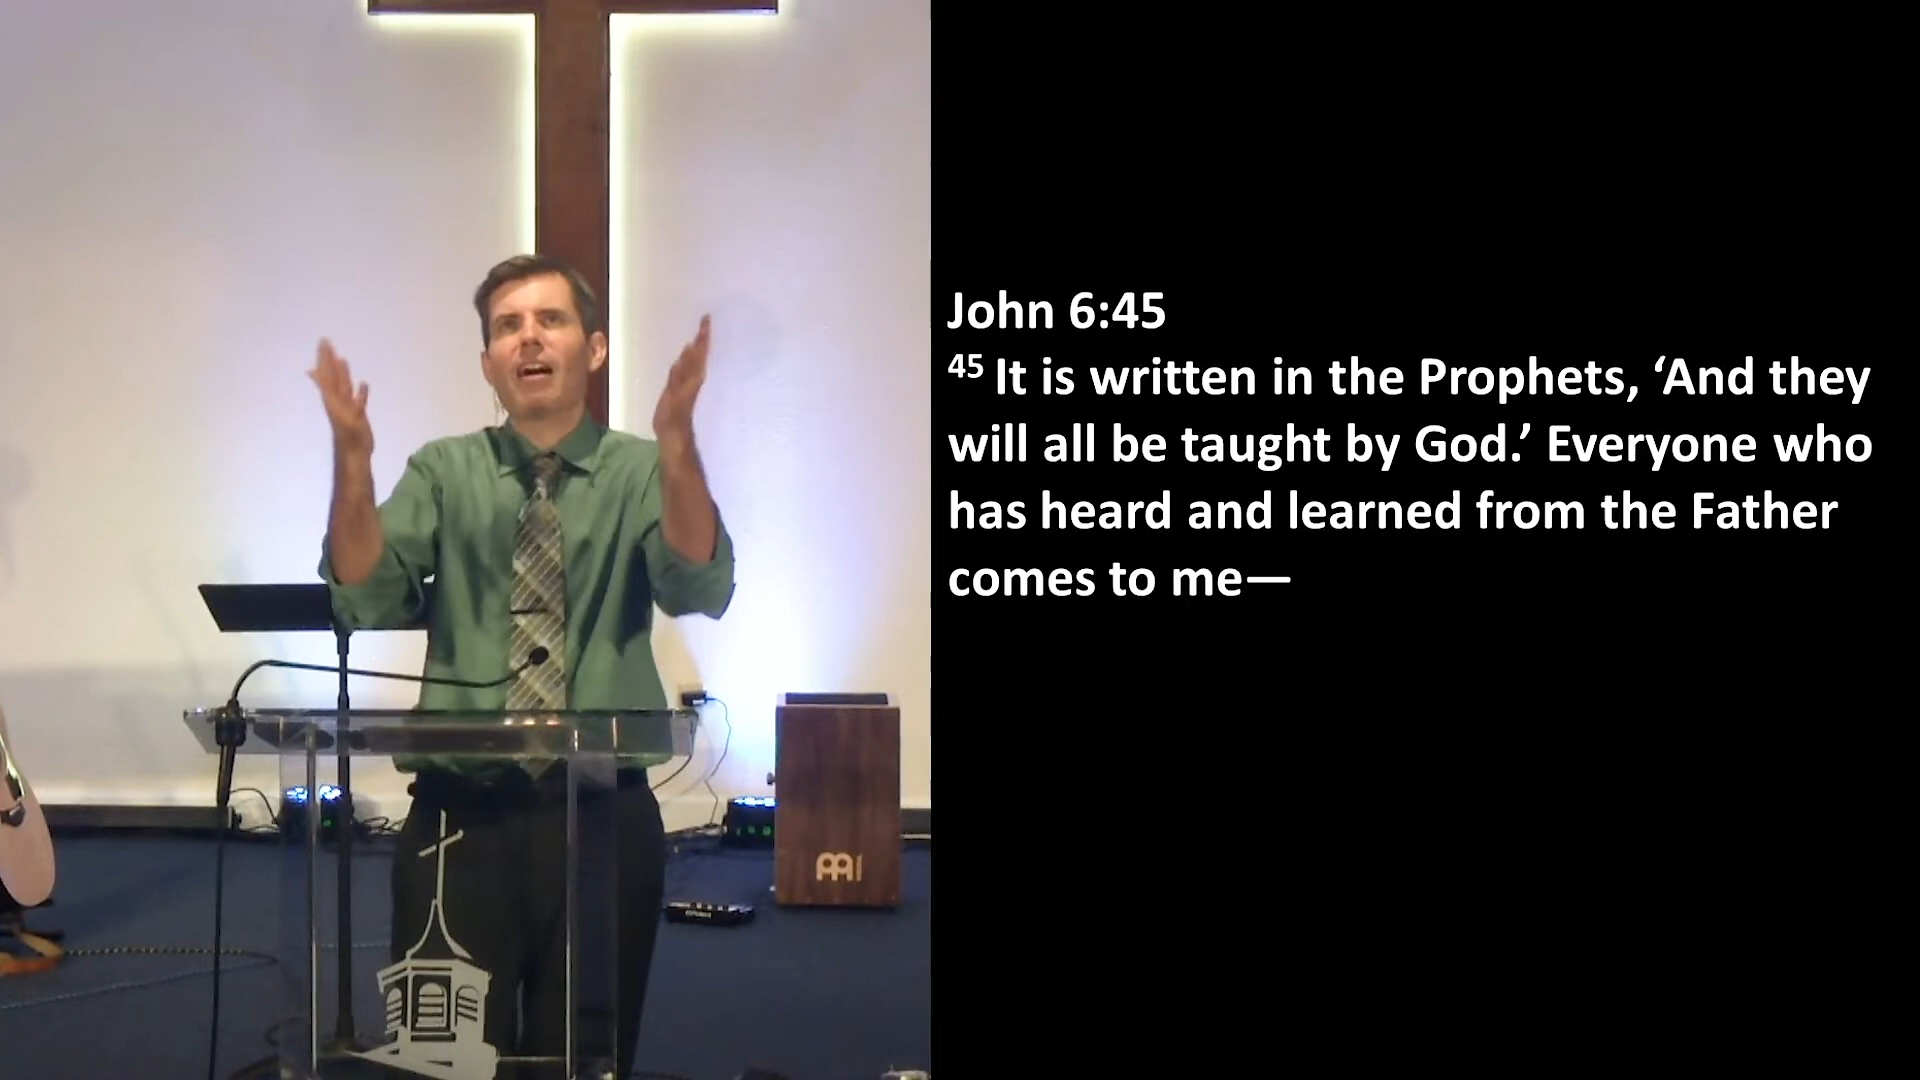 John 6:45
45 It is written in the Prophets, ‘And they
will all be taught by God.’ Everyone who
has heard and learned from the Father
comes to me—